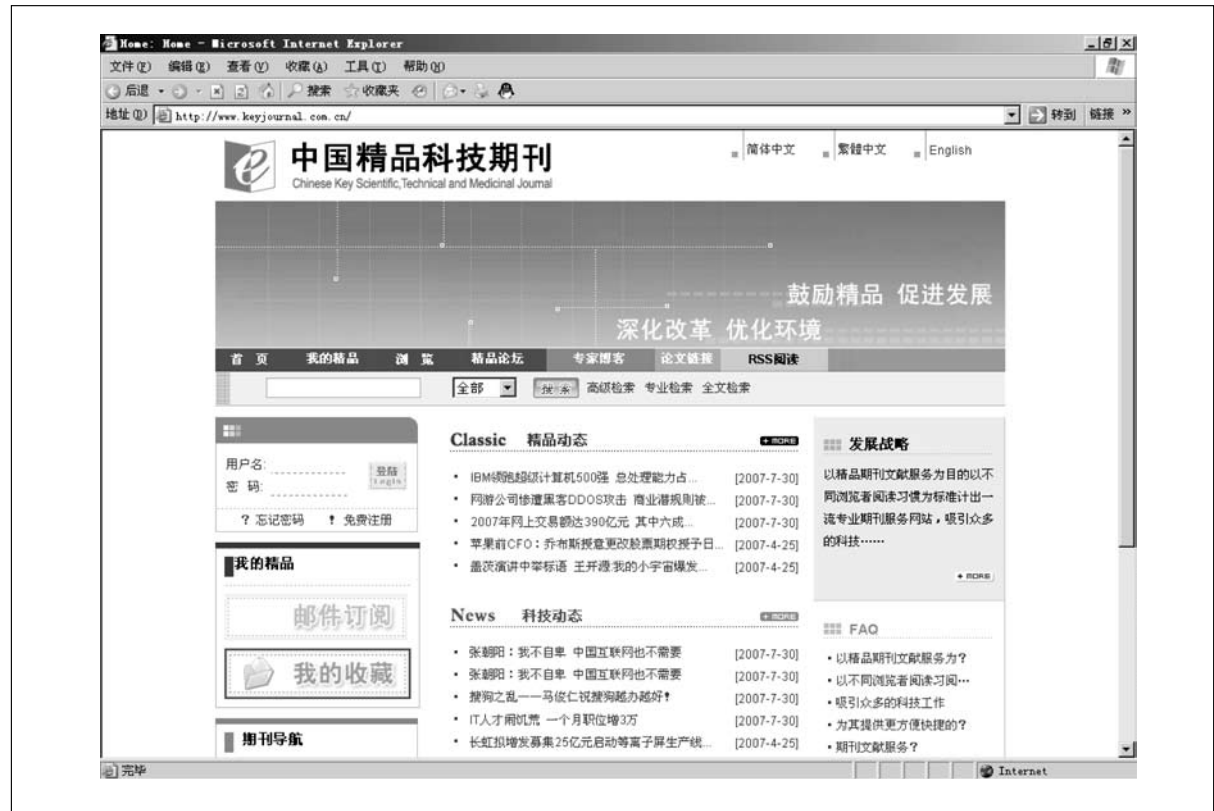 Home: Home - Microsoft Internet Explorer
文件(F) 编辑(E) 查看(V) 收藏(A) 工具(T) 帮助(H)
后退 搜索 收藏夹
地址(D) http://www.keyjournal.com.cn/ 转到 链接 »
中国精品科技期刊
Chinese Key Scientific,Technical and Medicinal Journal
简体中文 繁體中文 English
鼓励精品 促进发展
深化改革 优化环境
首 页 我的精品 浏 览 精品论坛 专家博客 论文链接 RSS阅读
全部 搜 索 高级检索 专业检索 全文检索
用户名:
密 码:
登陆
Login
? 忘记密码 ! 免费注册
我的精品
邮件订阅
我的收藏
期刊导航
Classic 精品动态 + MORE
• IBM领跑超级计算机500强 总处理能力占... [2007-7-30]
• 网游公司惨遭黑客DDOS攻击 商业潜规则被... [2007-7-30]
• 2007年网上交易额达390亿元 其中六成... [2007-7-30]
• 苹果前CFO：乔布斯授意更改股票期权授予日... [2007-4-25]
• 盖茨演讲中举标语 王开源:我的小宇宙爆发... [2007-4-25]
News 科技动态 + MORE
• 张朝阳：我不自卑 中国互联网也不需要 [2007-7-30]
• 张朝阳：我不自卑 中国互联网也不需要 [2007-7-30]
• 搜狗之乱——马俊仁祝搜狗越办越好! [2007-7-30]
• IT人才闹饥荒 一个月职位增3万 [2007-7-30]
• 长虹拟增发募集25亿元启动等离子屏生产线... [2007-4-25]
发展战略
以精品期刊文献服务为目的以不
同浏览者阅读习惯为标准计出一
流专业期刊服务网站，吸引众多
的科技……
+ MORE
FAQ
•以精品期刊文献服务为?
•以不同浏览者阅读习阅…
•吸引众多的科技工作
•为其提供更方便快捷的?
•期刊文献服务?
完毕 Internet